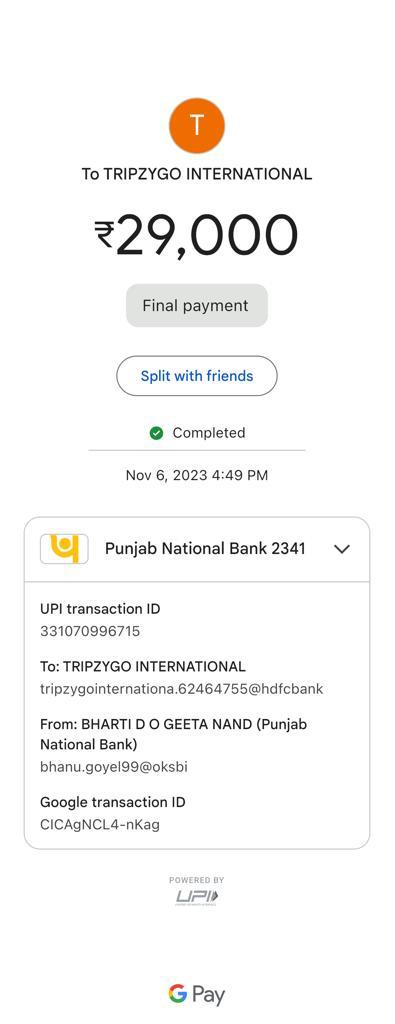 T
To TRIPZYGO INTERNATIONAL
₹29,000
Final payment
Split with friends
Completed
Nov 6, 2023 4:49 PM
Punjab National Bank 2341
UPI transaction ID
331070996715
To: TRIPZYGO INTERNATIONAL
tripzygointernationa.62464755@hdfcbank
From: BHARTI D O GEETA NAND (Punjab
National Bank)
bhanu.goyel99@oksbi
Google transaction ID
CICAgNCL4-nKag
POWERED BY
UPI
G Pay